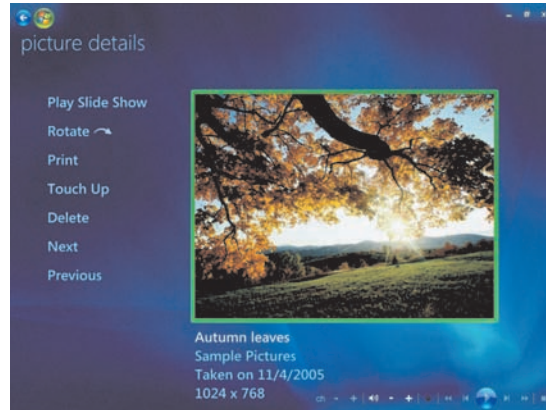 picture details
Play Slide Show
Rotate
Print
Touch Up
Delete
Next
Previous
Autumn leaves
Sample Pictures
Taken on 11/4/2005
1024 x 768
ch - +
- +